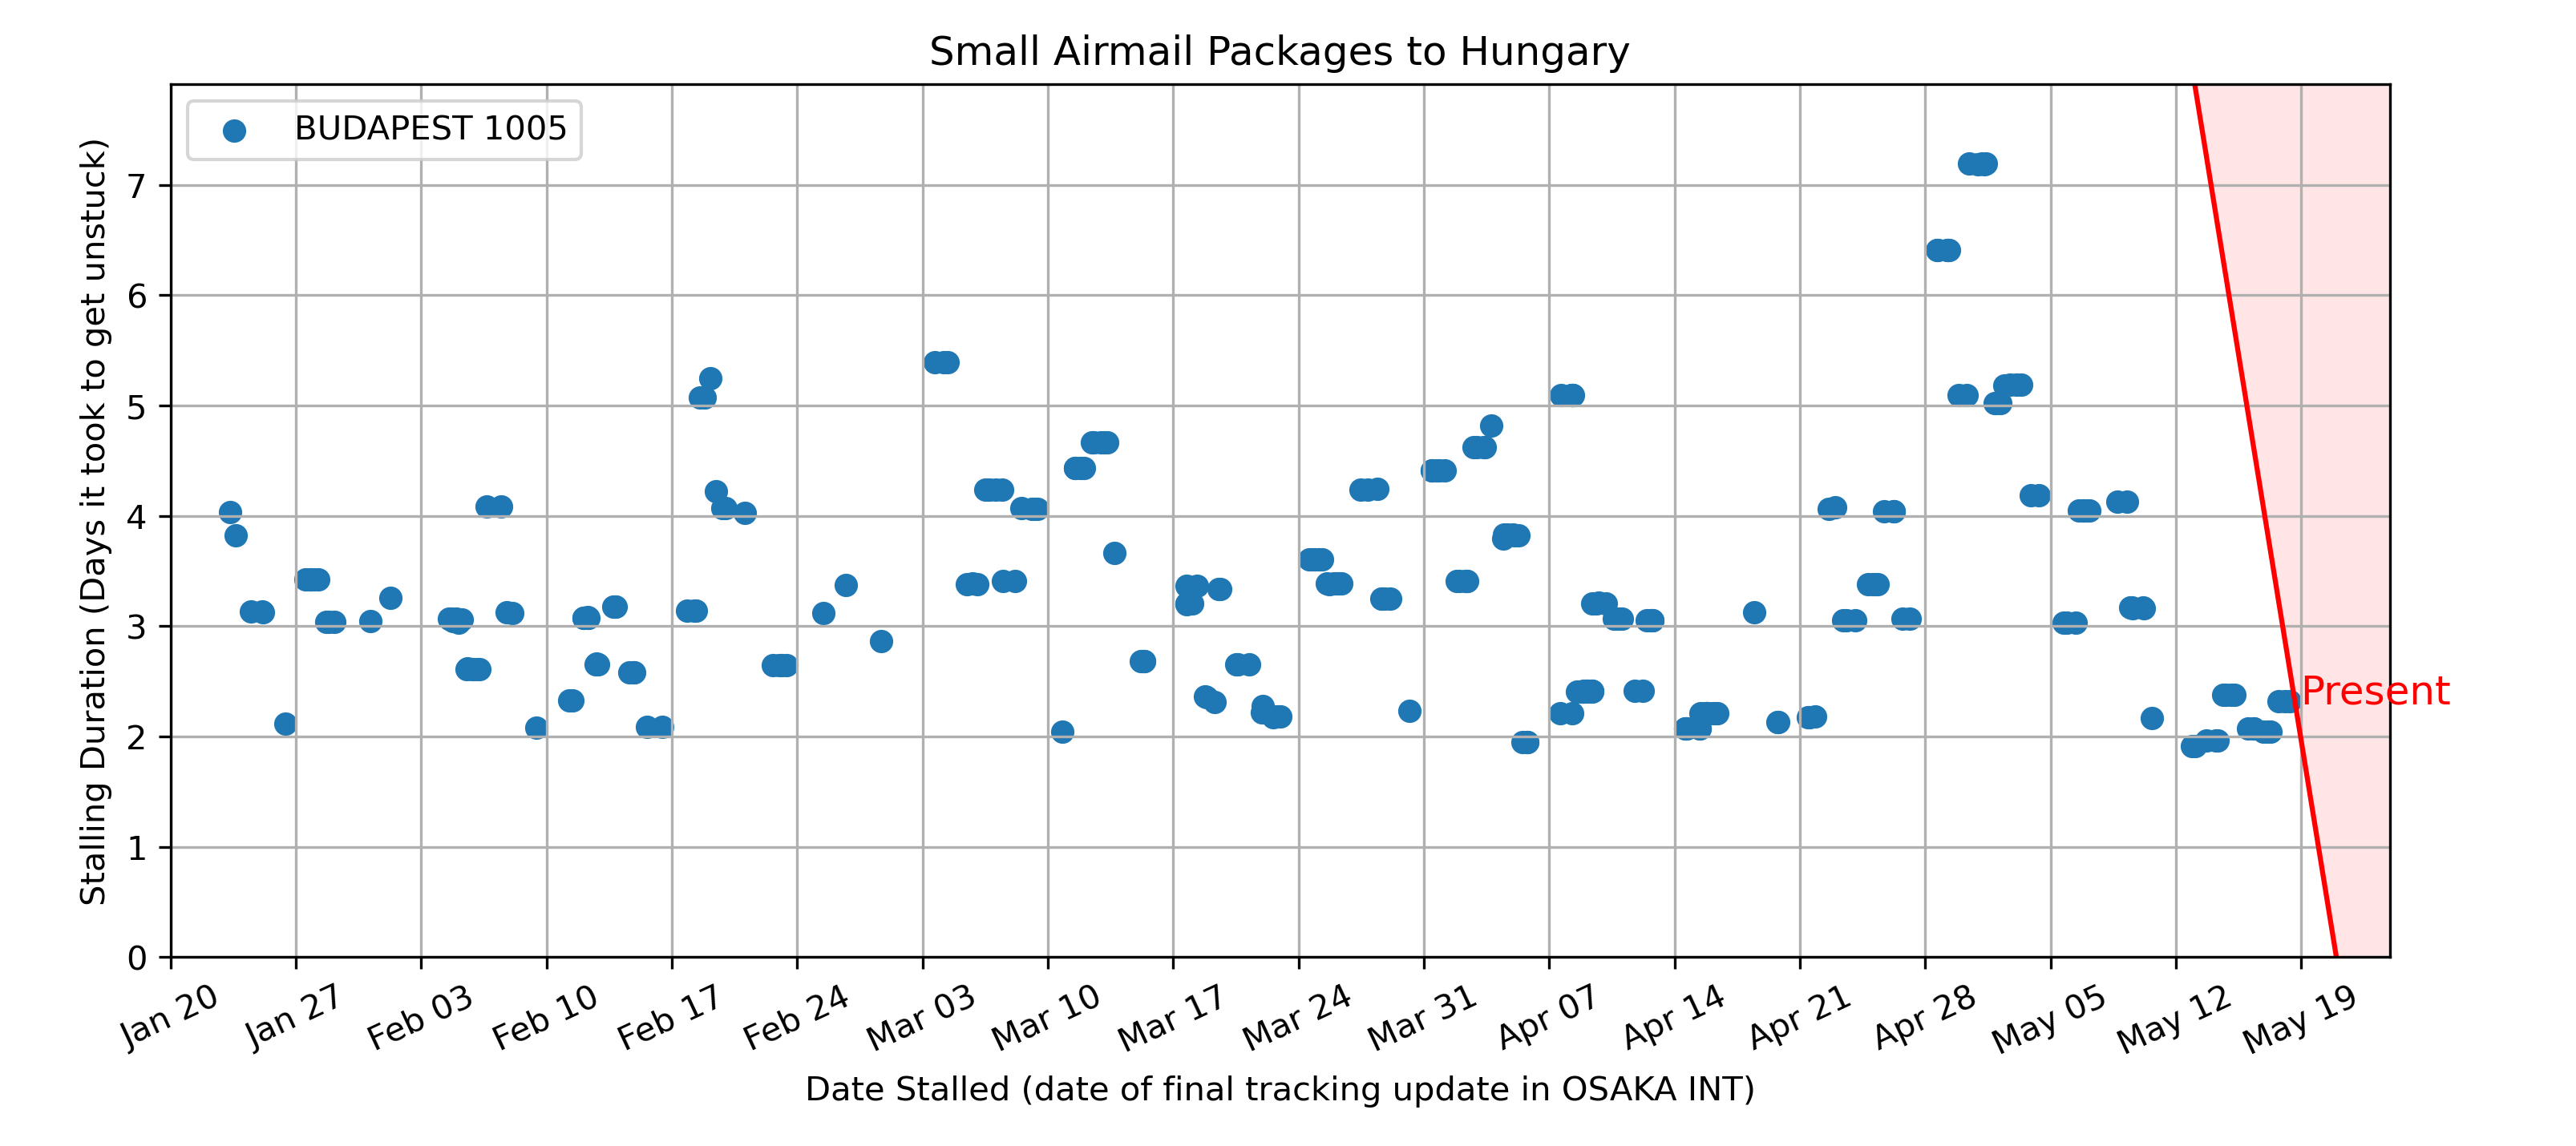 Small Airmail Packages to Hungary
BUDAPEST 1005
Stalling Duration (Days it took to get unstuck)
7
6
5
4
3
2
1
0
Present
Jan 20
Jan 27
Feb 03
Feb 10
Feb 17
Feb 24
Mar 03
Mar 10
Mar 17
Mar 24
Mar 31
Apr 07
Apr 14
Apr 21
Apr 28
May 05
May 12
May 19
Date Stalled (date of final tracking update in OSAKA INT)